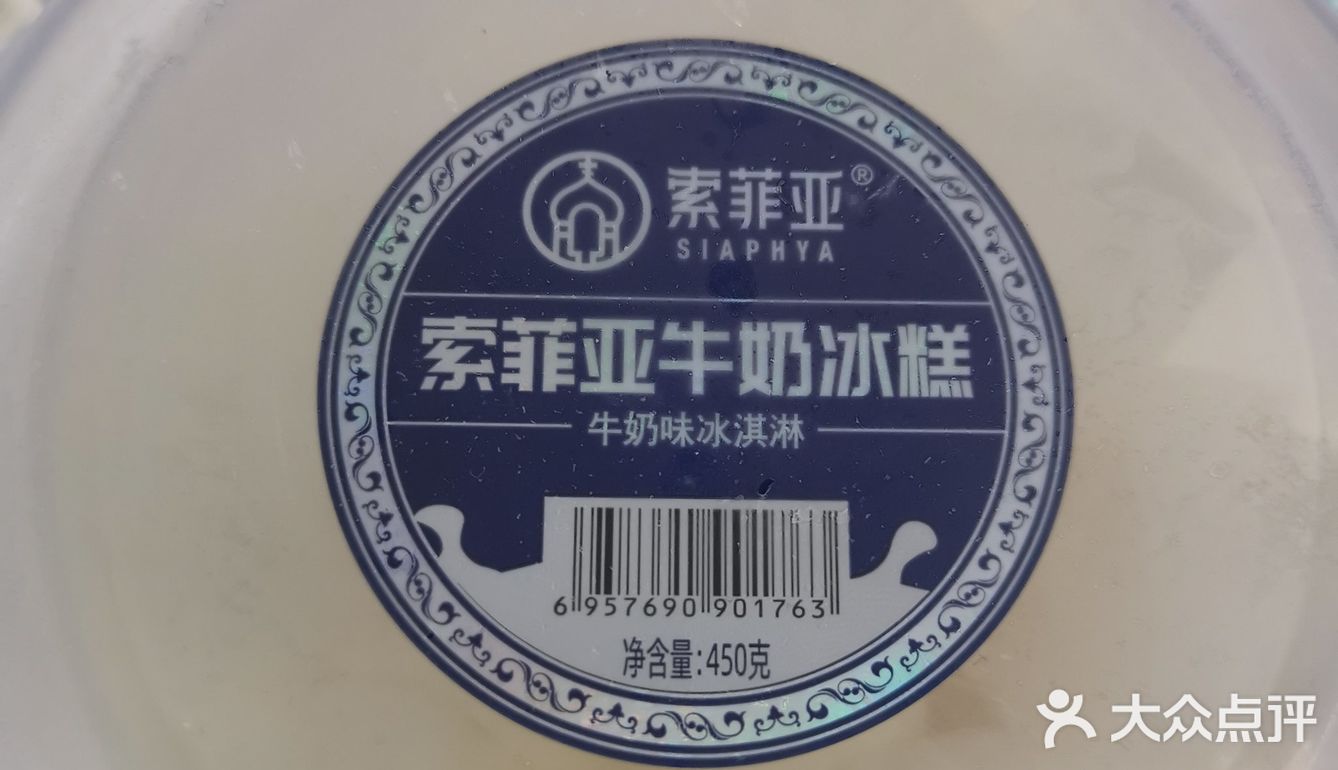 索菲亚®
SIAPHYA
索菲亚牛奶冰糕
牛奶味冰淇淋
6 957690 901763
净含量:450克
大众点评